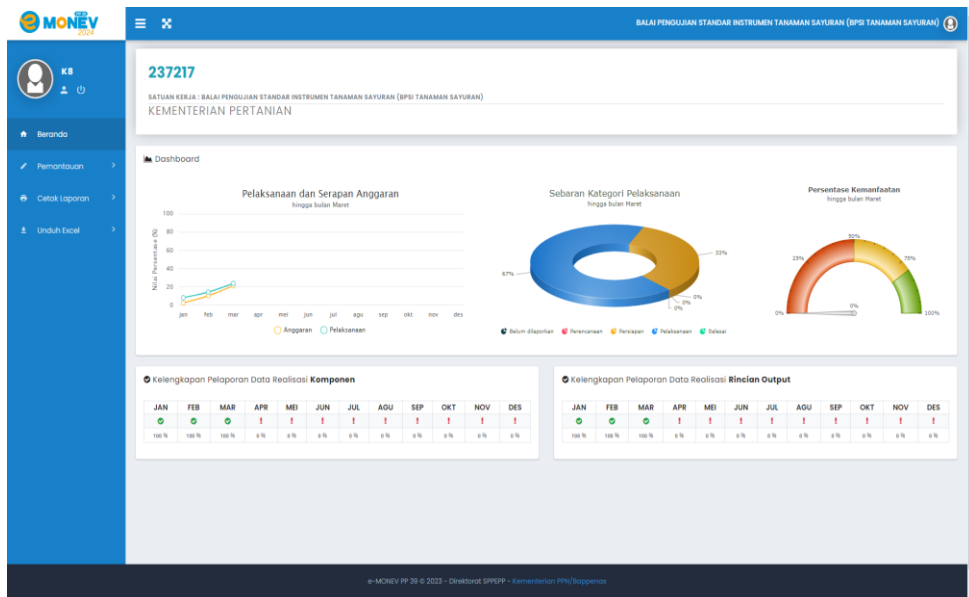 e MONEV
2024
BALAI PENGUJIAN STANDAR INSTRUMEN TANAMAN SAYURAN (BPSI TANAMAN SAYURAN)
K8
Beranda
Pemantauan
Cetak Laporan
Unduh Excel
237217
SATUAN KERJA : BALAI PENGUJIAN STANDAR INSTRUMEN TANAMAN SAYURAN (BPSI TANAMAN SAYURAN)
KEMENTERIAN PERTANIAN
Dashboard
Pelaksanaan dan Serapan Anggaran
hingga bulan Maret
Nilai Persentase (%)
100
80
60
40
20
0
jan feb mar apr mei jun jul agu sep okt nov des
Anggaran Pelaksanaan
Sebaran Kategori Pelaksanaan
hingga bulan Maret
67%
33%
0%
0%
0%
Belum dilaporkan Perencanaan Persiapan Pelaksanaan Selesai
Persentase Kemanfaatan
hingga bulan Maret
0%
25%
50%
75%
100%
0%
Kelengkapan Pelaporan Data Realisasi Komponen
JAN FEB MAR APR MEI JUN JUL AGU SEP OKT NOV DES
! ! ! ! ! ! ! ! !
100 % 100 % 100 % 0 % 0 % 0 % 0 % 0 % 0 % 0 % 0 % 0 %
Kelengkapan Pelaporan Data Realisasi Rincian Output
JAN FEB MAR APR MEI JUN JUL AGU SEP OKT NOV DES
! ! ! ! ! ! ! ! !
100 % 100 % 100 % 0 % 0 % 0 % 0 % 0 % 0 % 0 % 0 % 0 %
e-MONEV PP 39 © 2023 - Direktorat SPPEPP - Kementerian PPN/Bappenas